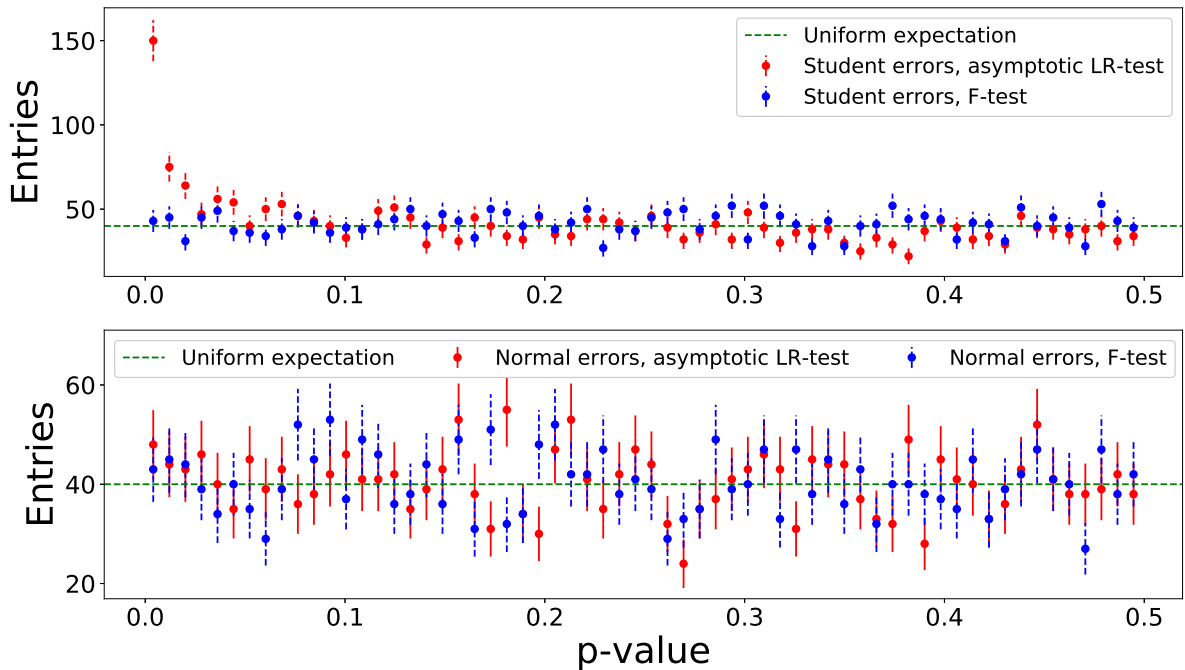 Entries
150
100
50
Uniform expectation
Student errors, asymptotic LR-test
Student errors, F-test
0.0 0.1 0.2 0.3 0.4 0.5
Entries
60
40
20
Uniform expectation Normal errors, asymptotic LR-test Normal errors, F-test
0.0 0.1 0.2 0.3 0.4 0.5
p-value